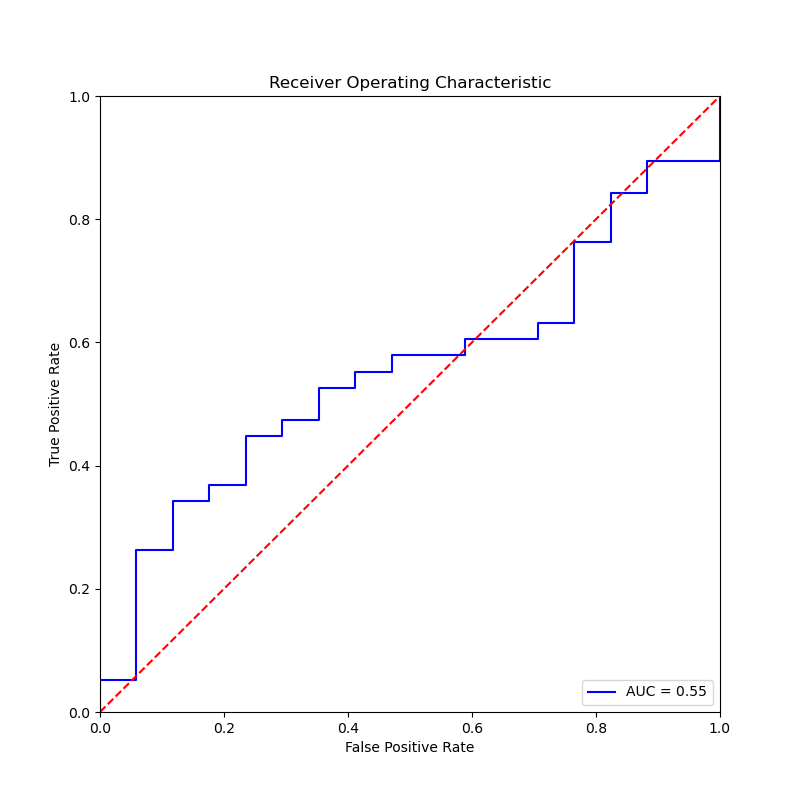 Receiver Operating Characteristic
1.0
0.8
0.6
0.4
0.2
0.0
True Positive Rate
AUC = 0.55
0.0 0.2 0.4 0.6 0.8 1.0
False Positive Rate